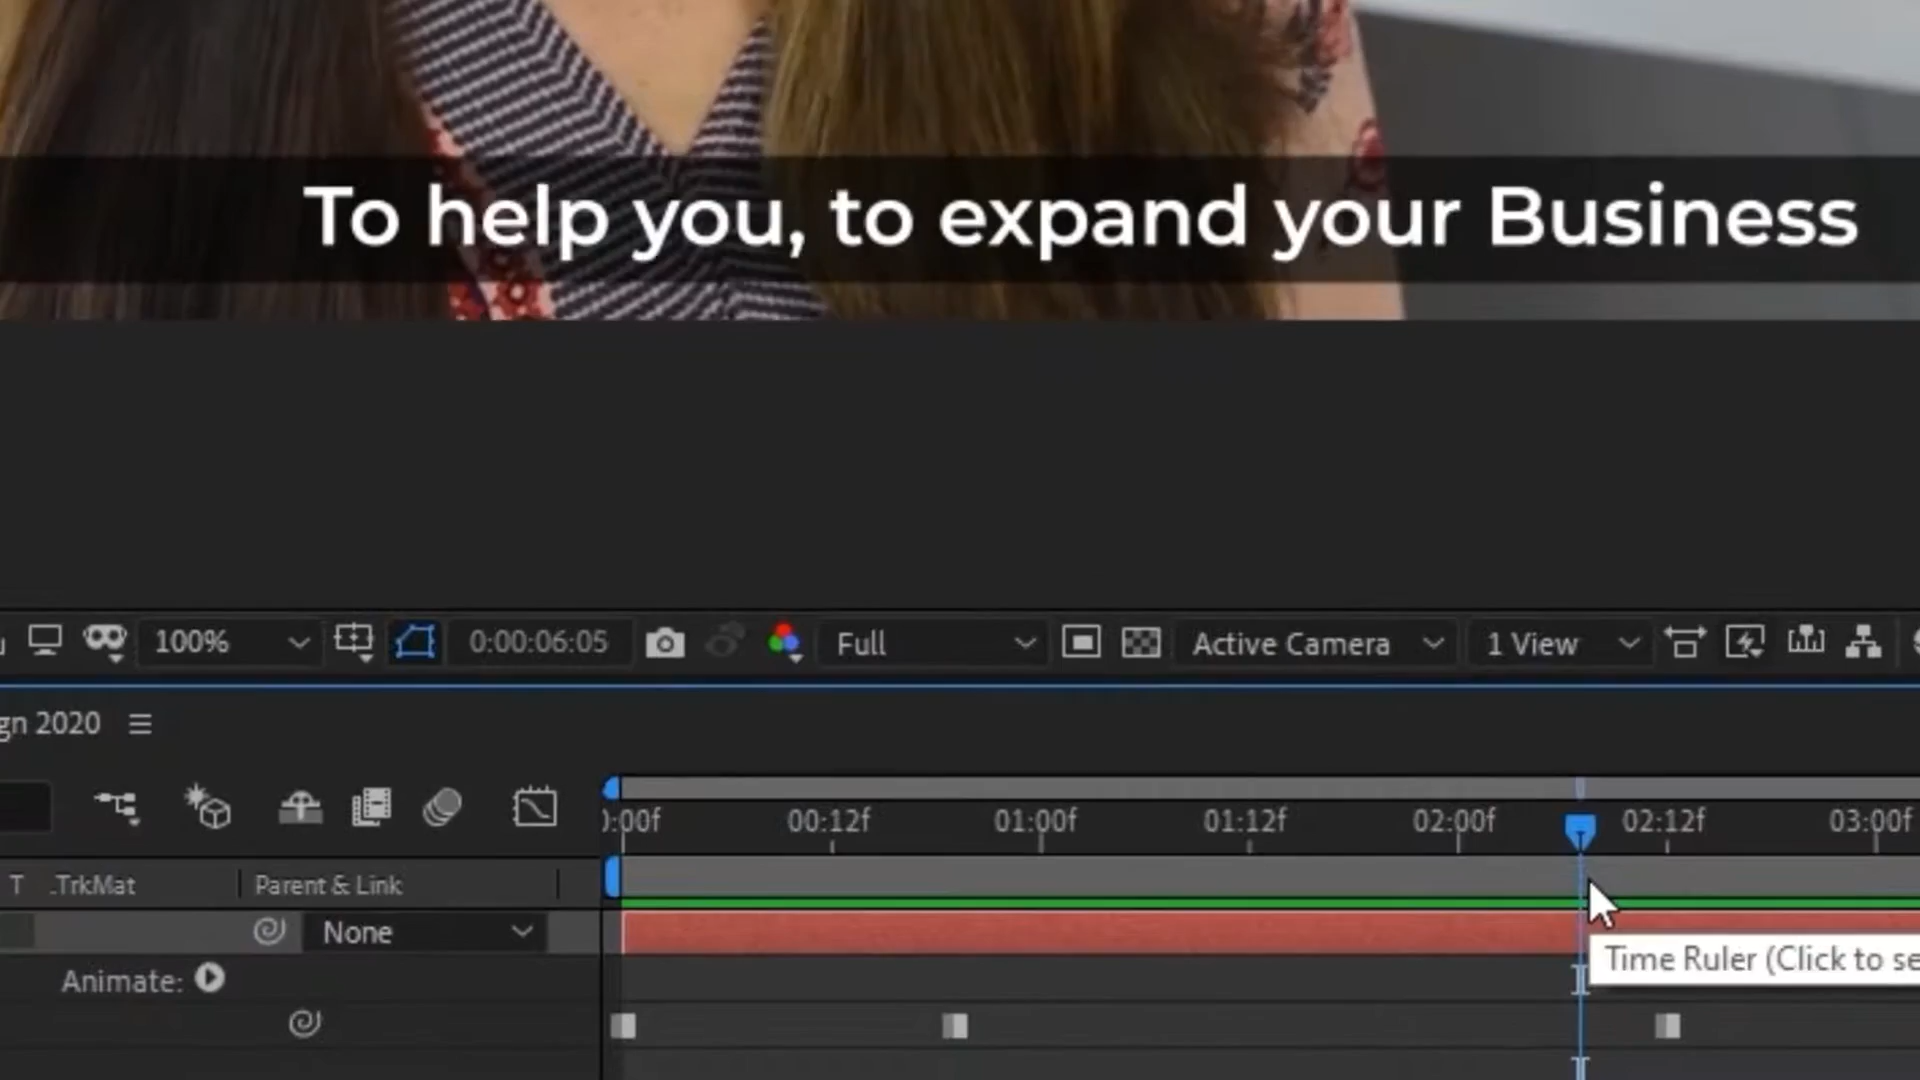 To help you, to expand your Business
100%
0:00:06:05
Full
Active Camera
1 View
gn 2020
):00f
00:12f
01:00f
01:12f
02:00f
02:12f
03:00f
T .TrkMat
Parent & Link
None
Time Ruler (Click to se
Animate: